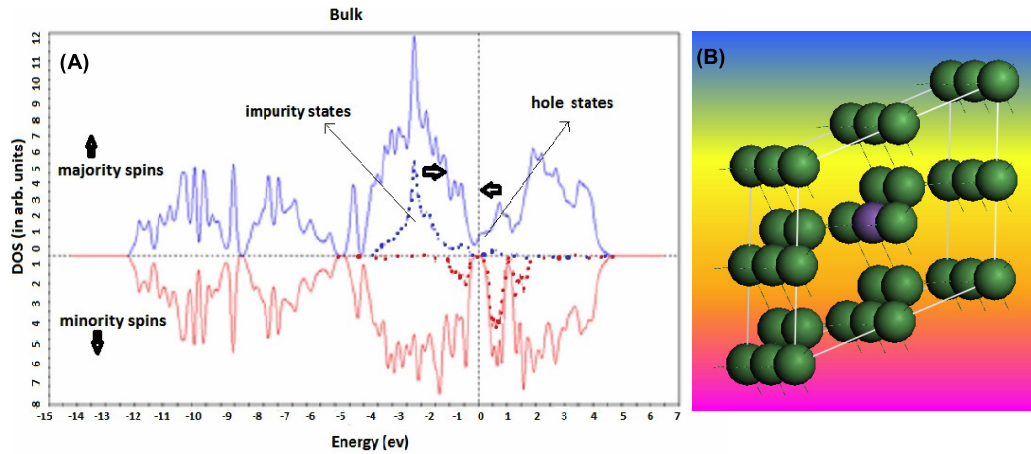 Bulk
(A)
(B)
12
11
10
9
8
7
6
5
4
3
2
1
0
1
2
3
4
5
6
7
8
DOS (in arb. units)
impurity states
hole states
majority spins
minority spins
-15 -14 -13 -12 -11 -10 -9 -8 -7 -6 -5 -4 -3 -2 -1 0 1 2 3 4 5 6 7
Energy (ev)